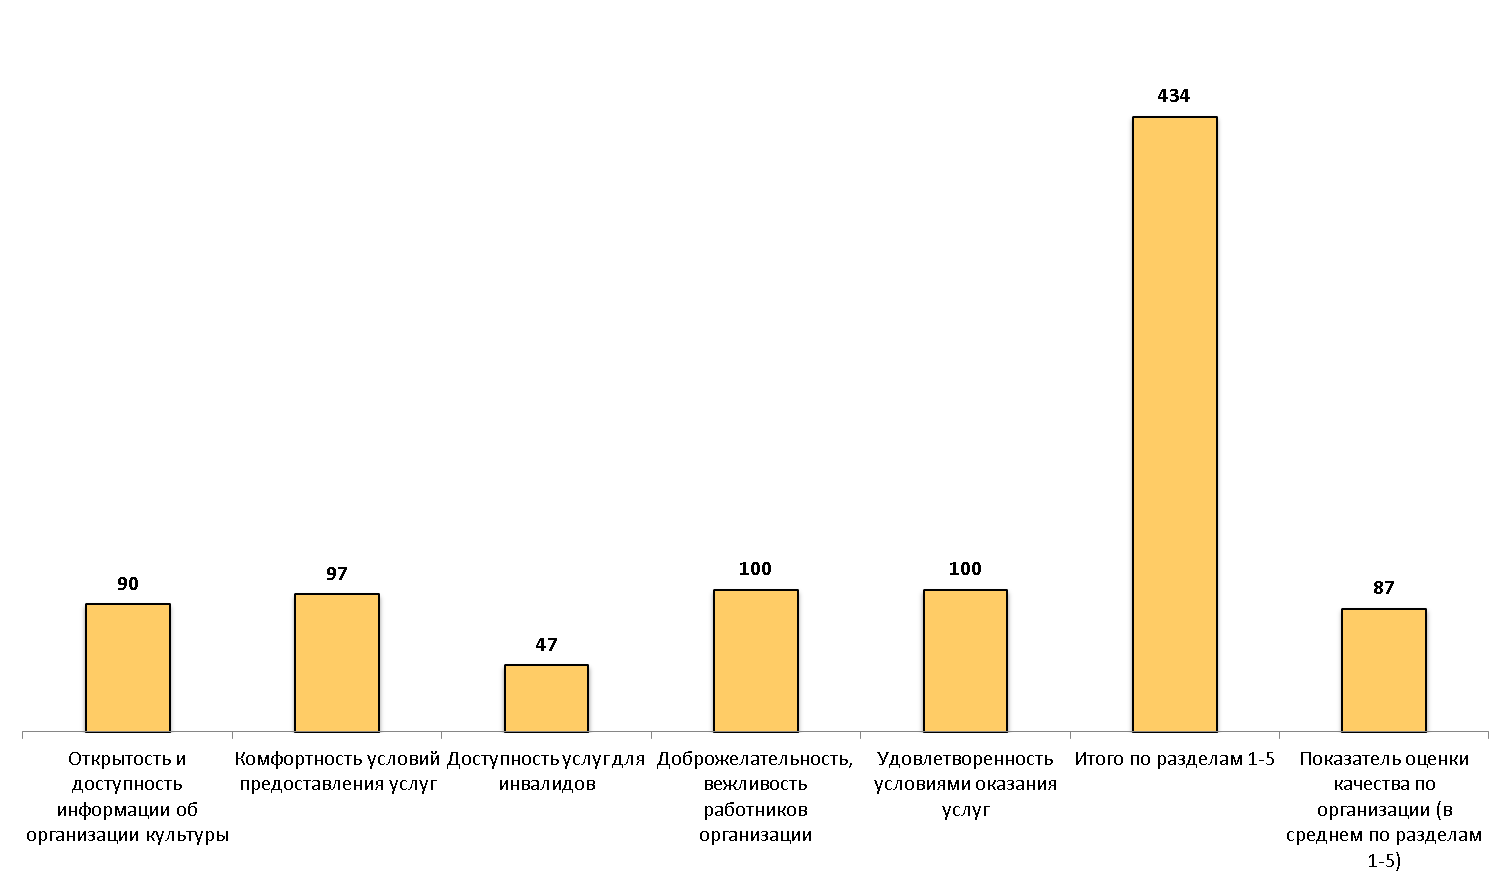 434
90
97
47
100
100
87
Открытость и
доступность
информации об
организации культуры
Комфортность условий
предоставления услуг
Доступность услуг для
инвалидов
Доброжелательность,
вежливость
работников
организации
Удовлетворенность
условиями оказания
услуг
Итого по разделам 1-5
Показатель оценки
качества по
организации (в
среднем по разделам
1-5)